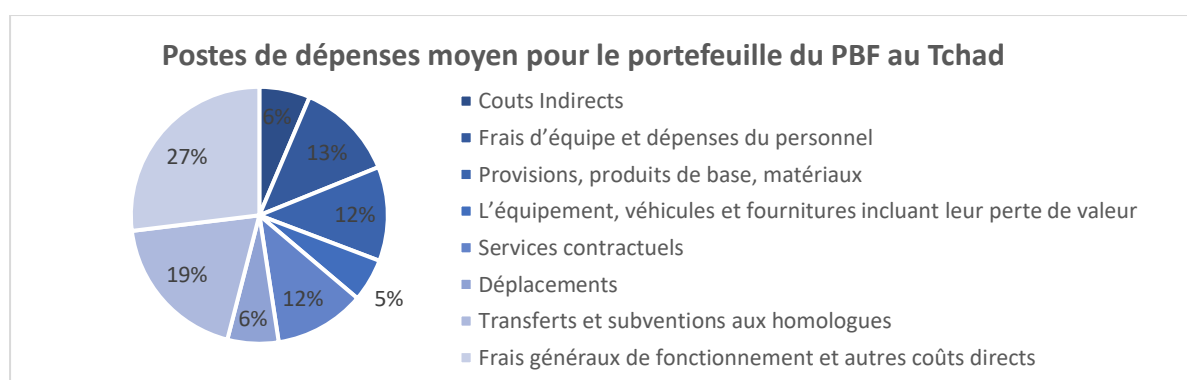 Postes de dépenses moyen pour le portefeuille du PBF au Tchad
6%
13%
12%
5%
12%
6%
19%
27%
Couts Indirects
Frais d'équipe et dépenses du personnel
Provisions, produits de base, matériaux
L'équipement, véhicules et fournitures incluant leur perte de valeur
Services contractuels
Déplacements
Transferts et subventions aux homologues
Frais généraux de fonctionnement et autres coûts directs